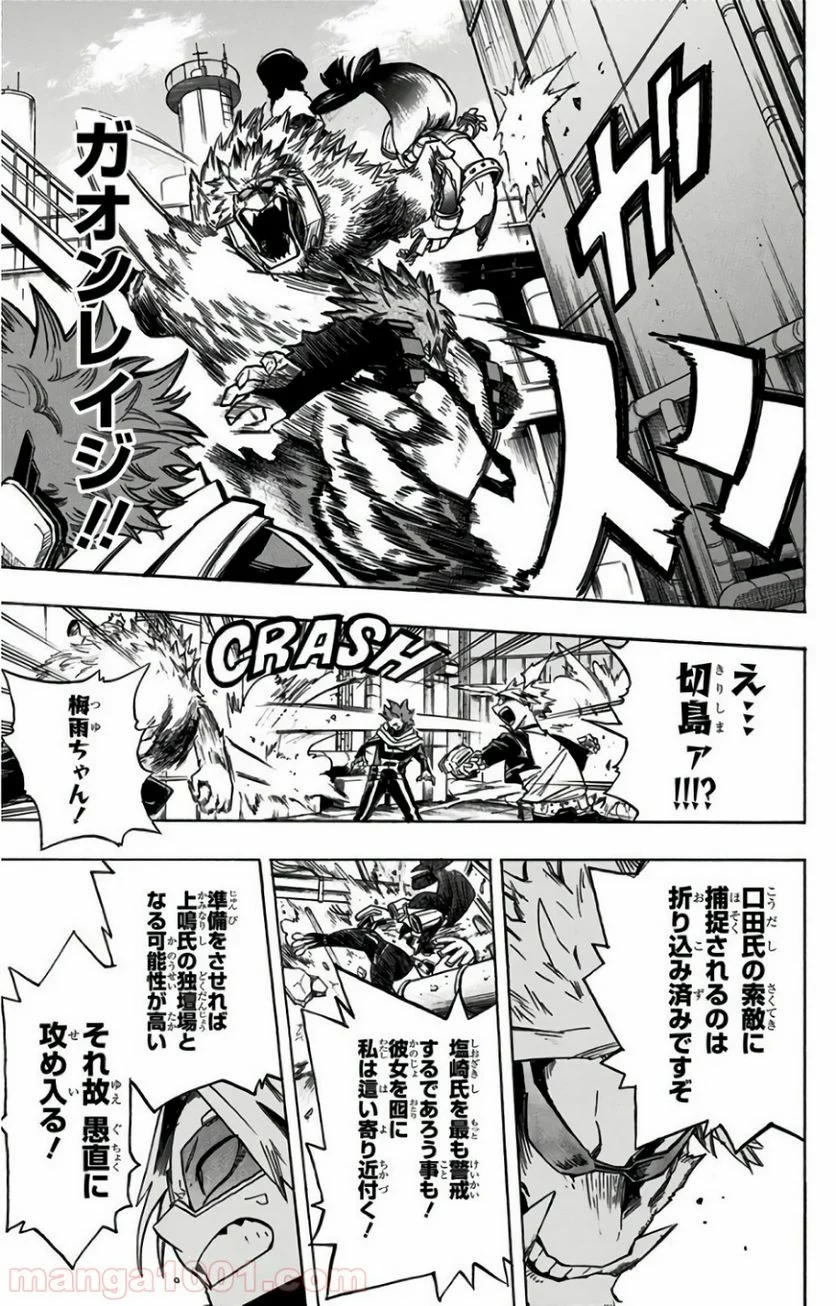 ガオンレイジ!!
ガオン
え…
切島ァ!!!?
CRASH
梅雨ちゃん!
口田氏の索敵に
捕捉されるのは
折り込み済みですぞ
塩崎氏を最も警戒
するであろう事も!
彼女を囮に
私は這い寄り近付く!
準備をさせれば
上鳴氏の独壇場と
なる可能性が高い
それ故 愚直に
攻め入る!
manga1001.com